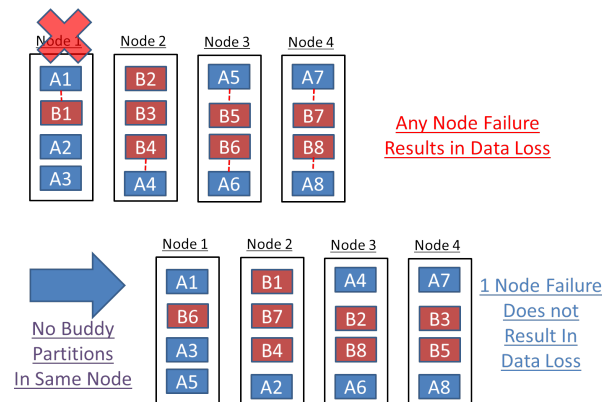 Node 1 Node 2 Node 3 Node 4
A1 B2 A5 A7
B1 B3 B5 B7
A2 B4 B6 B8
A3 A4 A6 A8
Any Node Failure
Results in Data Loss
Node 1 Node 2 Node 3 Node 4
A1 B1 A4 A7
B6 B7 B2 B3
A3 B4 B8 B5
A5 A2 A6 A8
No Buddy
Partitions
In Same Node
1 Node Failure
Does not
Result In
Data Loss